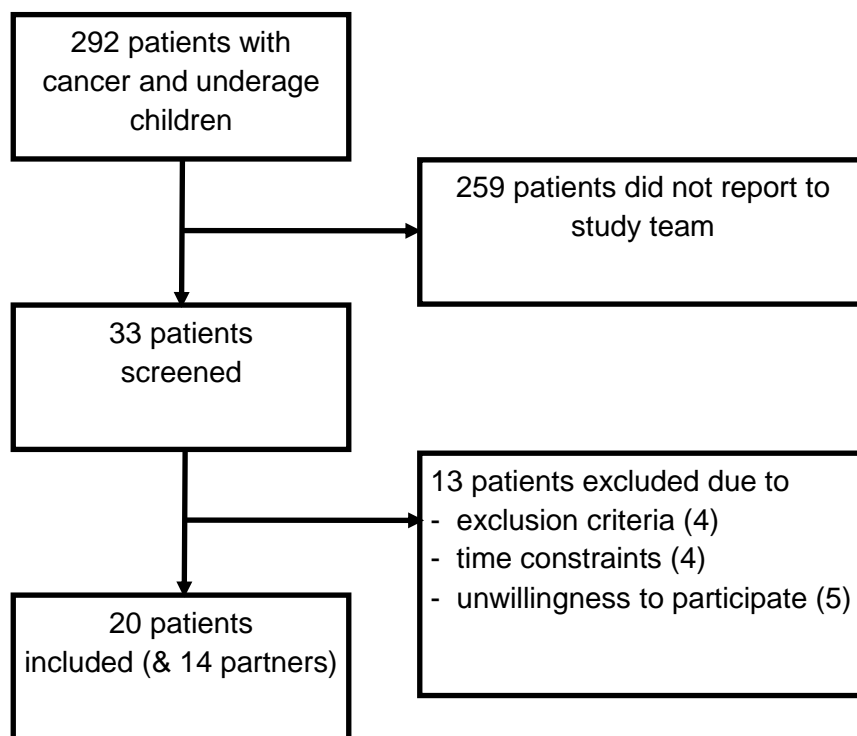 292 patients with
cancer and underage
children
259 patients did not report to
study team
33 patients
screened
13 patients excluded due to
- exclusion criteria (4)
- time constraints (4)
- unwillingness to participate (5)
20 patients
included (& 14 partners)